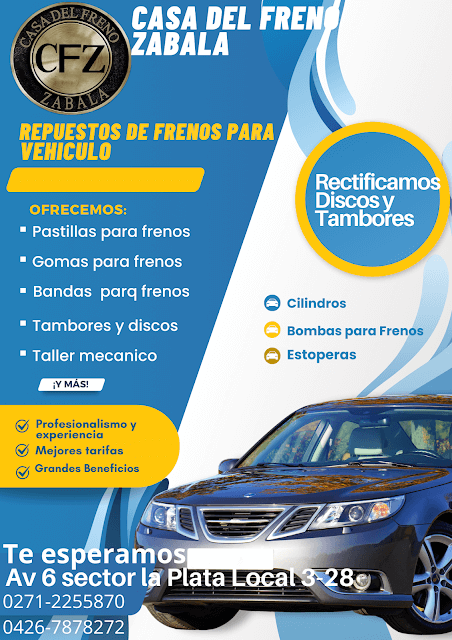 CASA DEL FRENO
CFZ
ZABALA
CASA DEL FRENO
ZABALA
REPUESTOS DE FRENOS PARA
VEHICULO
OFRECEMOS:
Pastillas para frenos
Gomas para frenos
Bandas parq frenos
Tambores y discos
Taller mecanico
¡Y MÁS!
Rectificamos
Discos y
Tambores
Cilindros
Bombas para Frenos
Estoperas
Profesionalismo y
experiencia
Mejores tarifas
Grandes Beneficios
Te esperamos
Av 6 sector la Plata Local 3-28
0271-2255870
0426-7878272